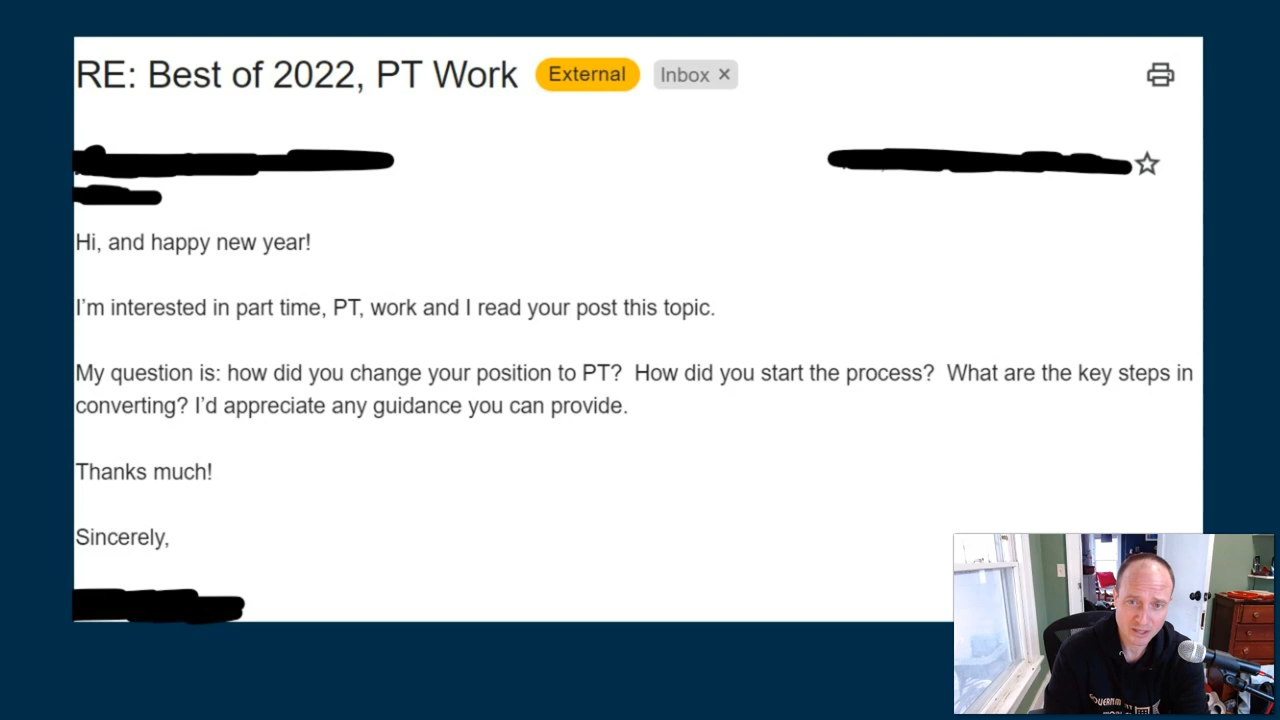 RE: Best of 2022, PT Work External Inbox ×
Hi, and happy new year!
I'm interested in part time, PT, work and I read your post this topic.
My question is: how did you change your position to PT?  How did you start the process?  What are the key steps in
converting? I'd appreciate any guidance you can provide.
Thanks much!
Sincerely,